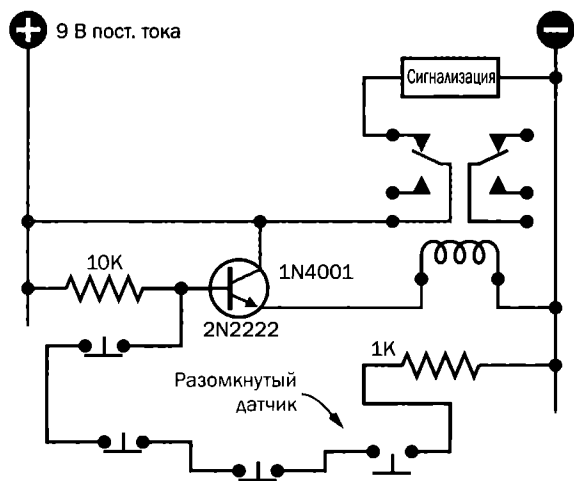 + 9 В пост. тока −
Сигнализация
10K
1N4001
2N2222
1K
Разомкнутый
датчик